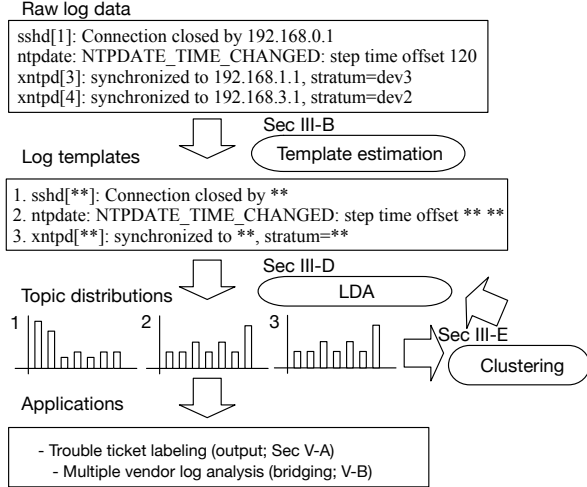 Raw log data
sshd[1]: Connection closed by 192.168.0.1
ntpdate: NTPDATE_TIME_CHANGED: step time offset 120
xntpd[3]: synchronized to 192.168.1.1, stratum=dev3
xntpd[4]: synchronized to 192.168.3.1, stratum=dev2
Sec III-B
Template estimation
Log templates
1. sshd[**]: Connection closed by **
2. ntpdate: NTPDATE_TIME_CHANGED: step time offset ** **
3. xntpd[**]: synchronized to **, stratum=**
Sec III-D
LDA
Topic distributions
1 2 3
Sec III-E
Clustering
Applications
- Trouble ticket labeling (output; Sec V-A)
- Multiple vendor log analysis (bridging; V-B)